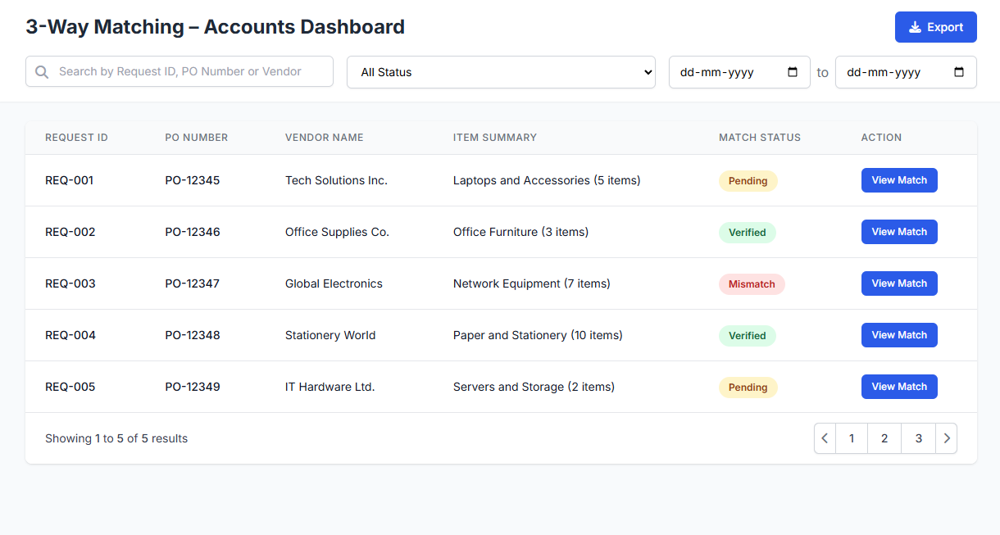 3-Way Matching – Accounts Dashboard
Export
Search by Request ID, PO Number or Vendor
All Status
dd-mm-yyyy to dd-mm-yyyy
REQUEST ID PO NUMBER VENDOR NAME ITEM SUMMARY MATCH STATUS ACTION
REQ-001 PO-12345 Tech Solutions Inc. Laptops and Accessories (5 items) Pending View Match
REQ-002 PO-12346 Office Supplies Co. Office Furniture (3 items) Verified View Match
REQ-003 PO-12347 Global Electronics Network Equipment (7 items) Mismatch View Match
REQ-004 PO-12348 Stationery World Paper and Stationery (10 items) Verified View Match
REQ-005 PO-12349 IT Hardware Ltd. Servers and Storage (2 items) Pending View Match
Showing 1 to 5 of 5 results
1 2 3